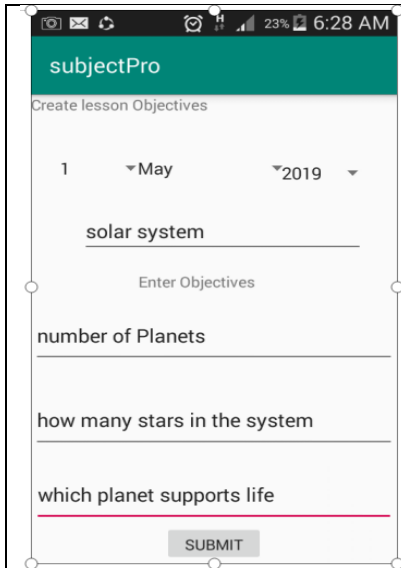 H 23% 6:28 AM
subjectPro
Create lesson Objectives
1 May 2019
solar system
Enter Objectives
number of Planets
how many stars in the system
which planet supports life
SUBMIT